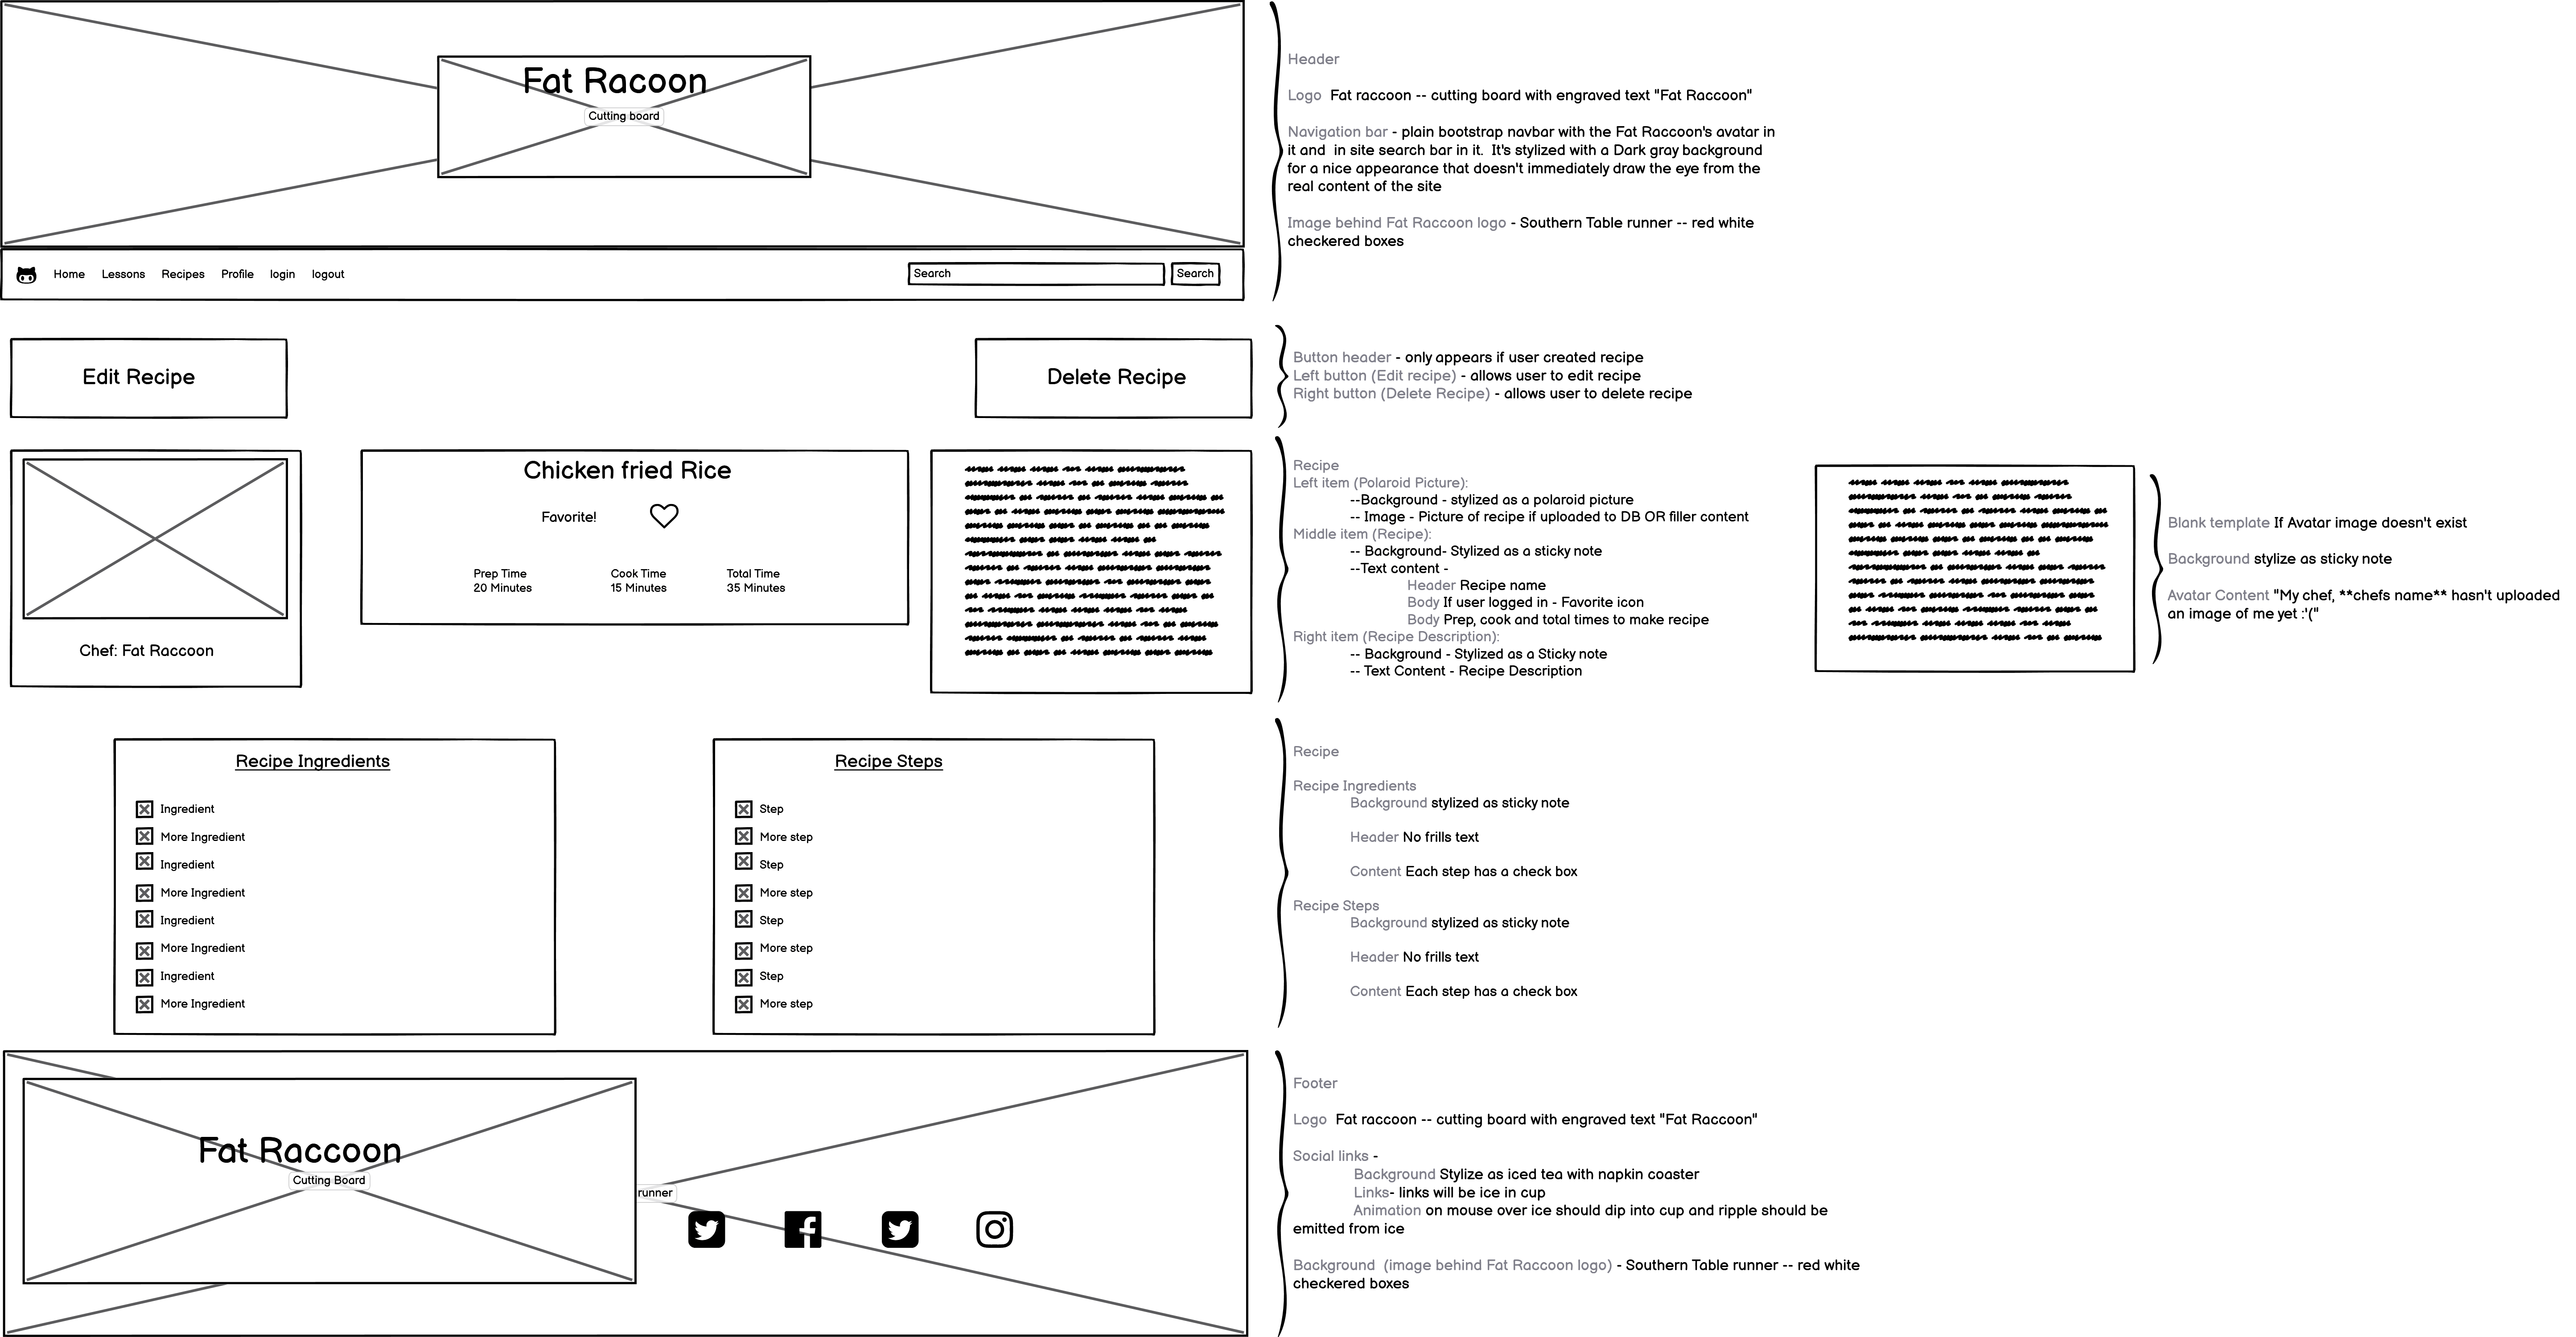 Fat Racoon
Cutting board
Home Lessons Recipes Profile login logout
Search Search
Header
Logo Fat raccoon -- cutting board with engraved text "Fat Raccoon"
Navigation bar - plain bootstrap navbar with the Fat Raccoon's avatar in
it and in site search bar in it. It's stylized with a Dark gray background
for a nice appearance that doesn't immediately draw the eye from the
real content of the site
Image behind Fat Raccoon logo - Southern Table runner -- red white
checkered boxes
Edit Recipe
Delete Recipe
Button header - only appears if user created recipe
Left button (Edit recipe) - allows user to edit recipe
Right button (Delete Recipe) - allows user to delete recipe
Chef: Fat Raccoon
Chicken fried Rice
Favorite!
Prep Time Cook Time Total Time
20 Minutes 15 Minutes 35 Minutes
Recipe
Left item (Polaroid Picture):
--Background - stylized as a polaroid picture
-- Image - Picture of recipe if uploaded to DB OR filler content
Middle item (Recipe):
-- Background- Stylized as a sticky note
--Text content -
Header Recipe name
Body If user logged in - Favorite icon
Body Prep, cook and total times to make recipe
Right item (Recipe Description):
-- Background - Stylized as a Sticky note
-- Text Content - Recipe Description
Blank template If Avatar image doesn't exist
Background stylize as sticky note
Avatar Content "My chef, **chefs name** hasn't uploaded
an image of me yet :'("
Recipe Ingredients
Ingredient
More Ingredient
Ingredient
More Ingredient
Ingredient
More Ingredient
Ingredient
More Ingredient
Recipe Steps
Step
More step
Step
More step
Step
More step
Step
More step
Recipe
Recipe Ingredients
Background stylized as sticky note
Header No frills text
Content Each step has a check box
Recipe Steps
Background stylized as sticky note
Header No frills text
Content Each step has a check box
Fat Raccoon
Cutting Board
runner
Footer
Logo Fat raccoon -- cutting board with engraved text "Fat Raccoon"
Social links -
Background Stylize as iced tea with napkin coaster
Links- links will be ice in cup
Animation on mouse over ice should dip into cup and ripple should be
emitted from ice
Background (image behind Fat Raccoon logo) - Southern Table runner -- red white
checkered boxes